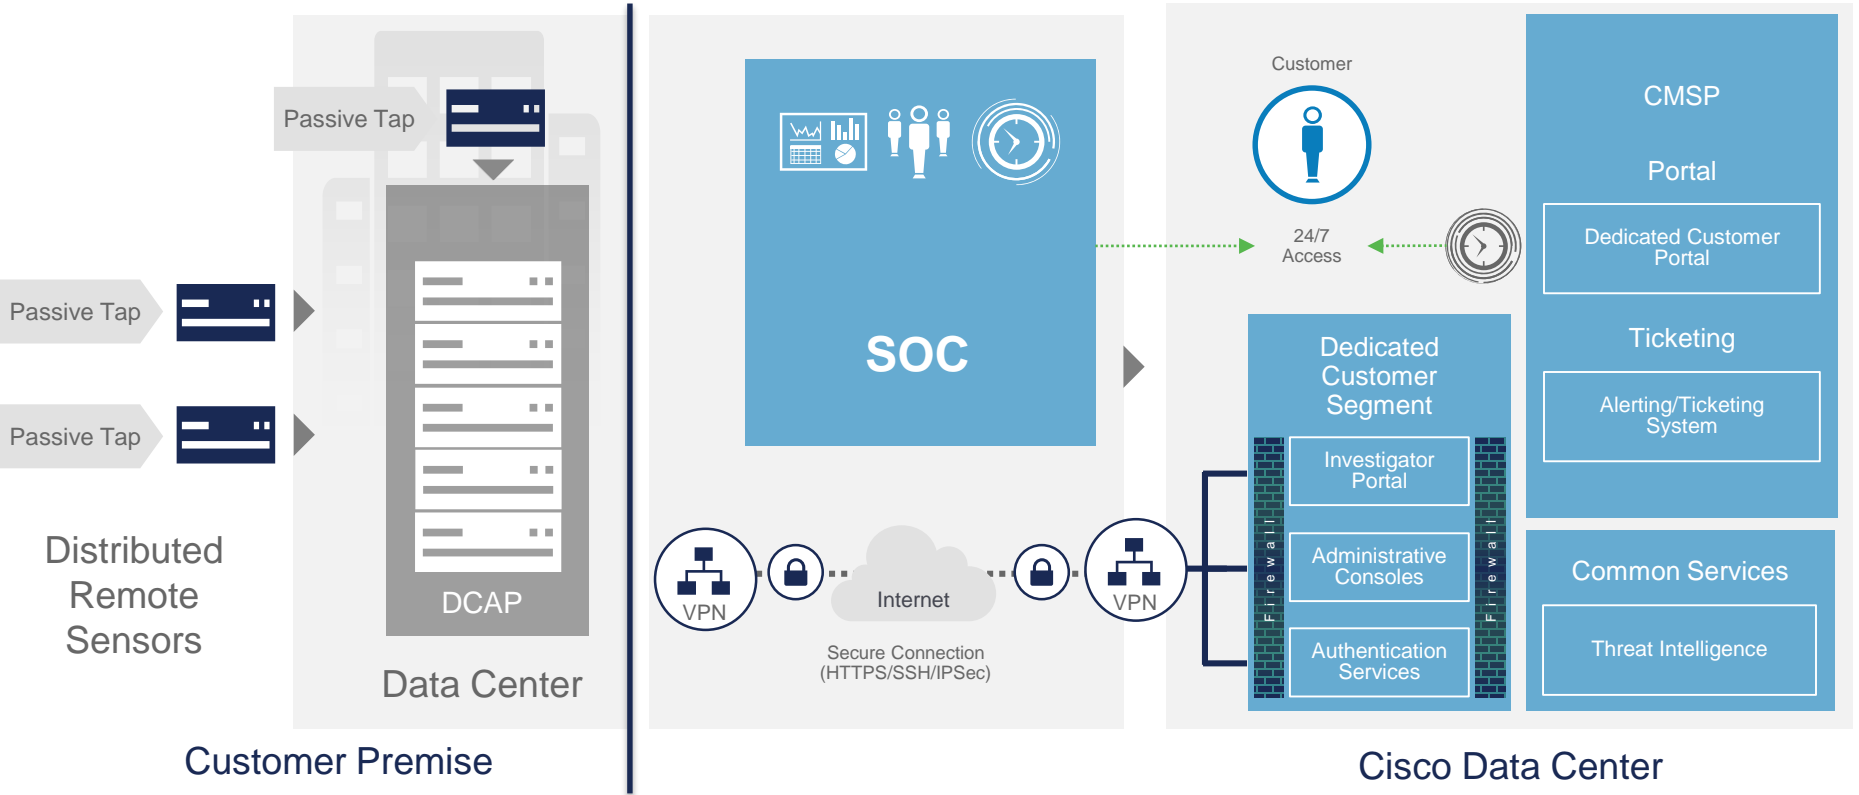 Passive Tap
Passive Tap
Passive Tap
Distributed
Remote
Sensors
DCAP
Data Center
Customer Premise
SOC
VPN
Internet
VPN
Secure Connection
(HTTPS/SSH/IPSec)
Customer
24/7
Access
Dedicated
Customer
Segment
Firewall
Investigator
Portal
Administrative
Consoles
Authentication
Services
Firewall
CMSP
Portal
Dedicated Customer
Portal
Ticketing
Alerting/Ticketing
System
Common Services
Threat Intelligence
Cisco Data Center